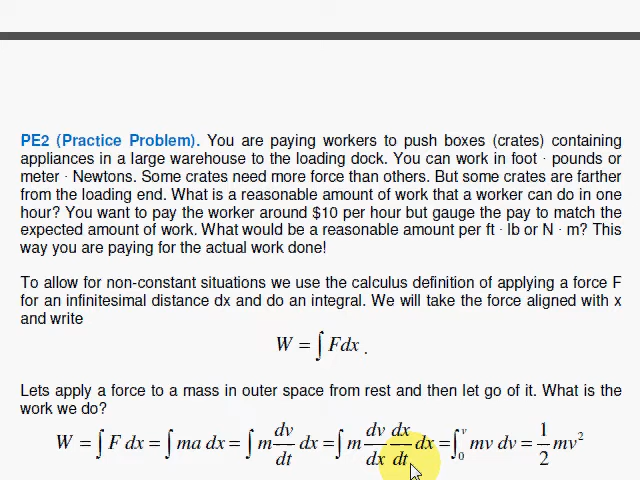 PE2 (Practice Problem). You are paying workers to push boxes (crates) containing
appliances in a large warehouse to the loading dock. You can work in foot · pounds or
meter · Newtons. Some crates need more force than others. But some crates are farther
from the loading end. What is a reasonable amount of work that a worker can do in one
hour? You want to pay the worker around $10 per hour but gauge the pay to match the
expected amount of work. What would be a reasonable amount per ft · lb or N · m? This
way you are paying for the actual work done!
To allow for non-constant situations we use the calculus definition of applying a force F
for an infinitesimal distance dx and do an integral. We will take the force aligned with x
and write
W = ∫ Fdx .
Lets apply a force to a mass in outer space from rest and then let go of it. What is the
work we do?
W = ∫ F dx = ∫ ma dx = ∫ m dv/dt dx = ∫ m dv/dx dx/dt dx = ∫₀ᵛ mv dv = 1/2 mv²